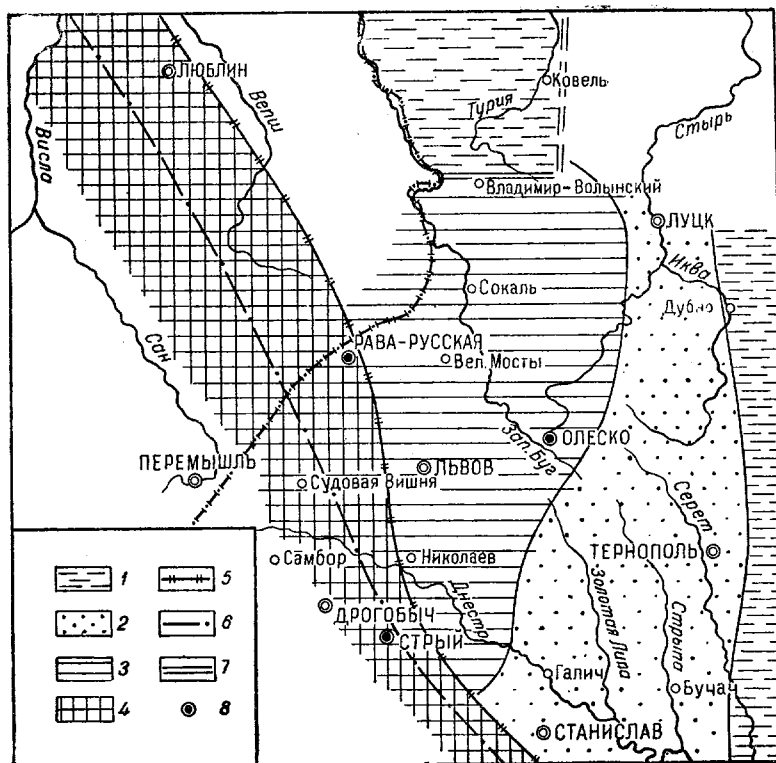 ЛЮБЛИН
Висла
Вепш
Ковель
Турия
Стырь
Владимир-Волынский
ЛУЦК
Иква
Сокаль
Дубно
Сан
РАВА-РУССКАЯ
Вел. Мосты
Зап. Буг
ОЛЕСКО
ПЕРЕМЫШЛЬ
ЛЬВОВ
Судовая Вишня
Серет
ТЕРНОПОЛЬ
Самбор
Николаев
Золотая Липа
Стрыпа
Днестр
ДРОГОБЫЧ
СТРЫЙ
Галич
Бучач
СТАНИСЛАВ
1 5
2 6
3 7
4 8